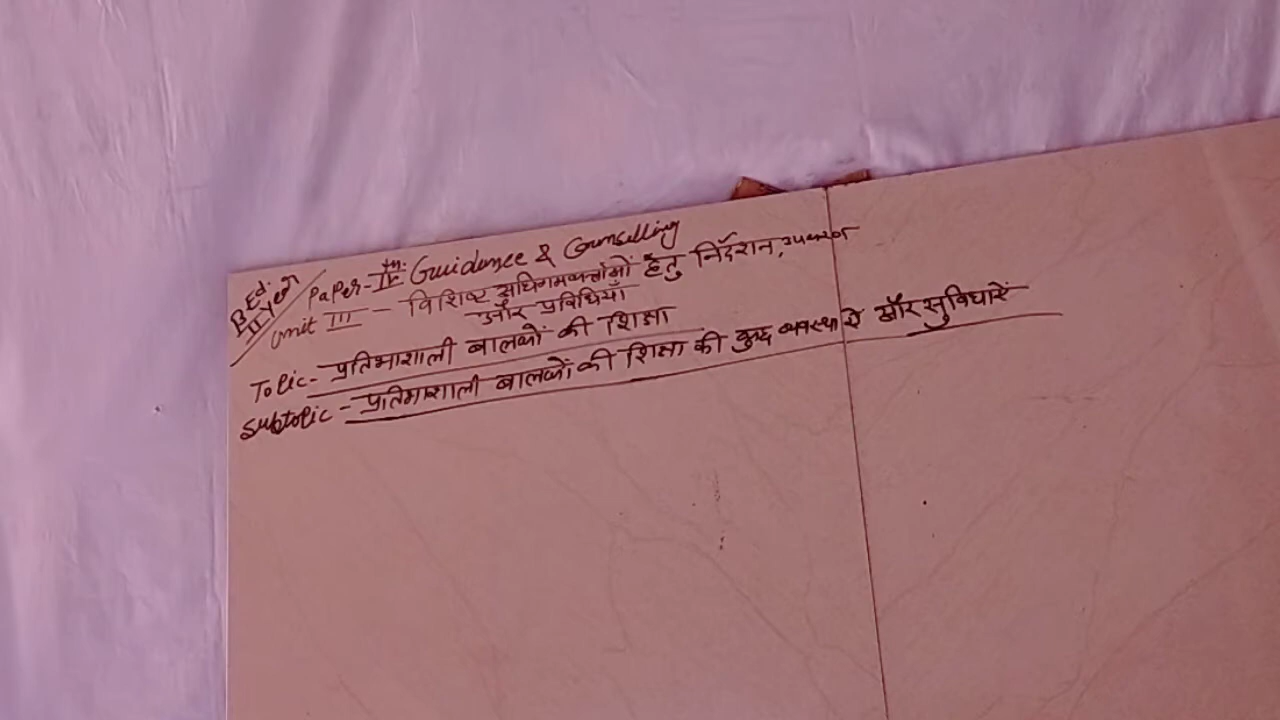 B.Ed. II Year
Paper-IVth Guidance & Counselling
Unit III - विशिष्ट अधिगमकर्त्ताओं हेतु निर्देशन, उपकरण
और प्रविधियाँ
Topic- प्रतिभाशाली बालकों की शिक्षा
Subtopic - प्रतिभाशाली बालकों की शिक्षा की कुछ व्यवस्थाये और सुविधायें